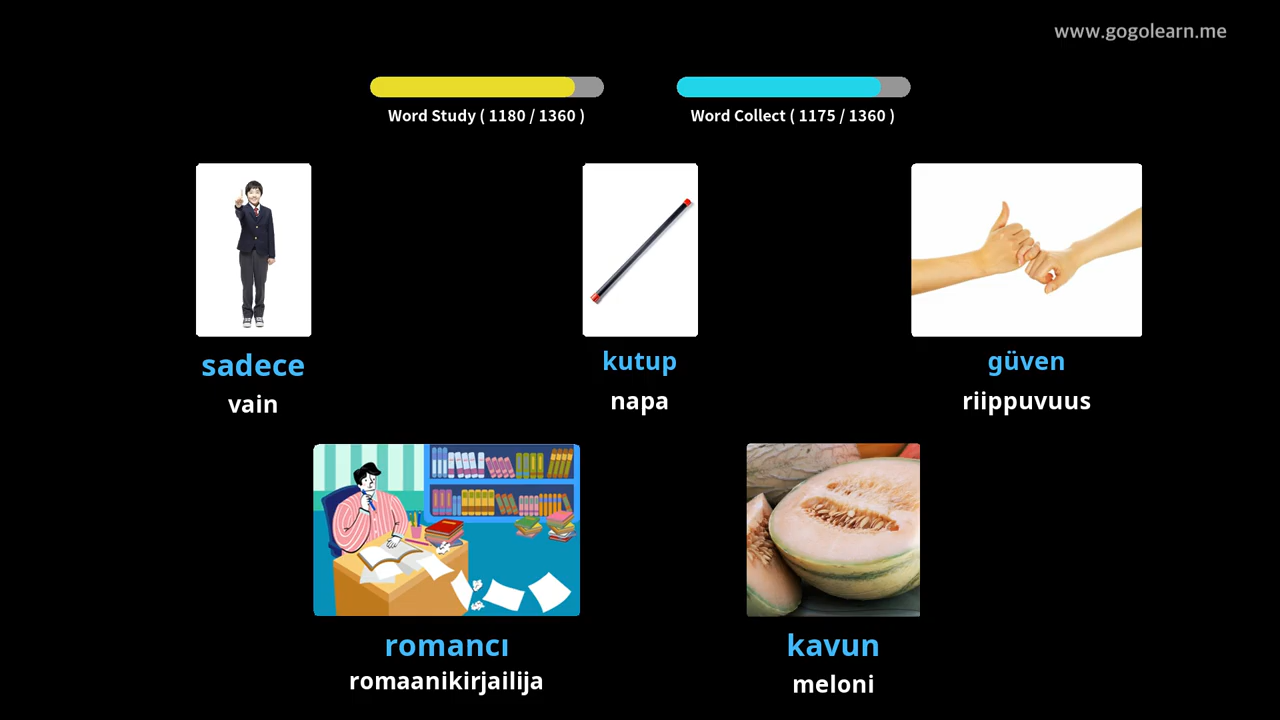 www.gogolearn.me
Word Study ( 1180 / 1360 )
Word Collect ( 1175 / 1360 )
sadece
vain
kutup
napa
güven
riippuvuus
romancı
romaanikirjailija
kavun
meloni